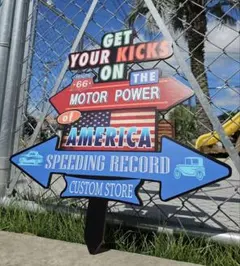 GET
YOUR KICKS
ON THE
66
MOTOR POWER
of
AMERICA
SPEEDING RECORD
CUSTOM STORE